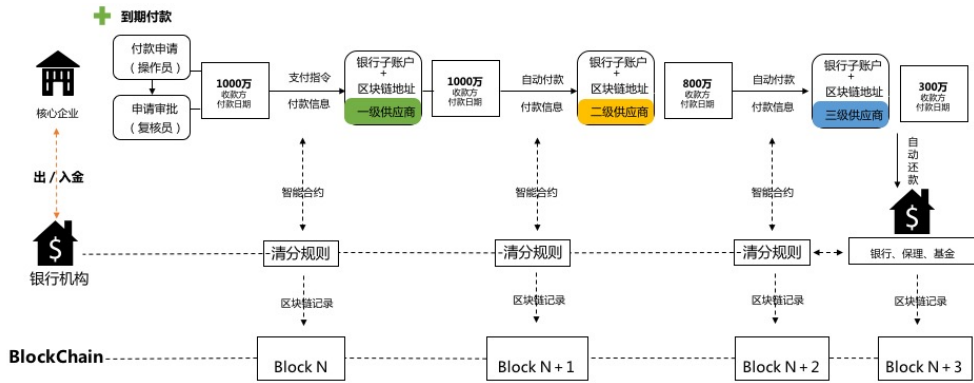 到期付款
付款申请
（操作员）
申请审批
（复核员）
核心企业
出 / 入金
银行机构
1000万
收款方
付款日期
支付指令
付款信息
银行子账户
+
区块链地址
一级供应商
1000万
收款方
付款日期
自动付款
付款信息
银行子账户
+
区块链地址
二级供应商
800万
收款方
付款日期
自动付款
付款信息
银行子账户
+
区块链地址
三级供应商
300万
收款方
付款日期
自动还款
智能合约
智能合约
智能合约
清分规则
清分规则
清分规则
银行、保理、基金
区块链记录
区块链记录
区块链记录
区块链记录
BlockChain
Block N
Block N + 1
Block N + 2
Block N + 3